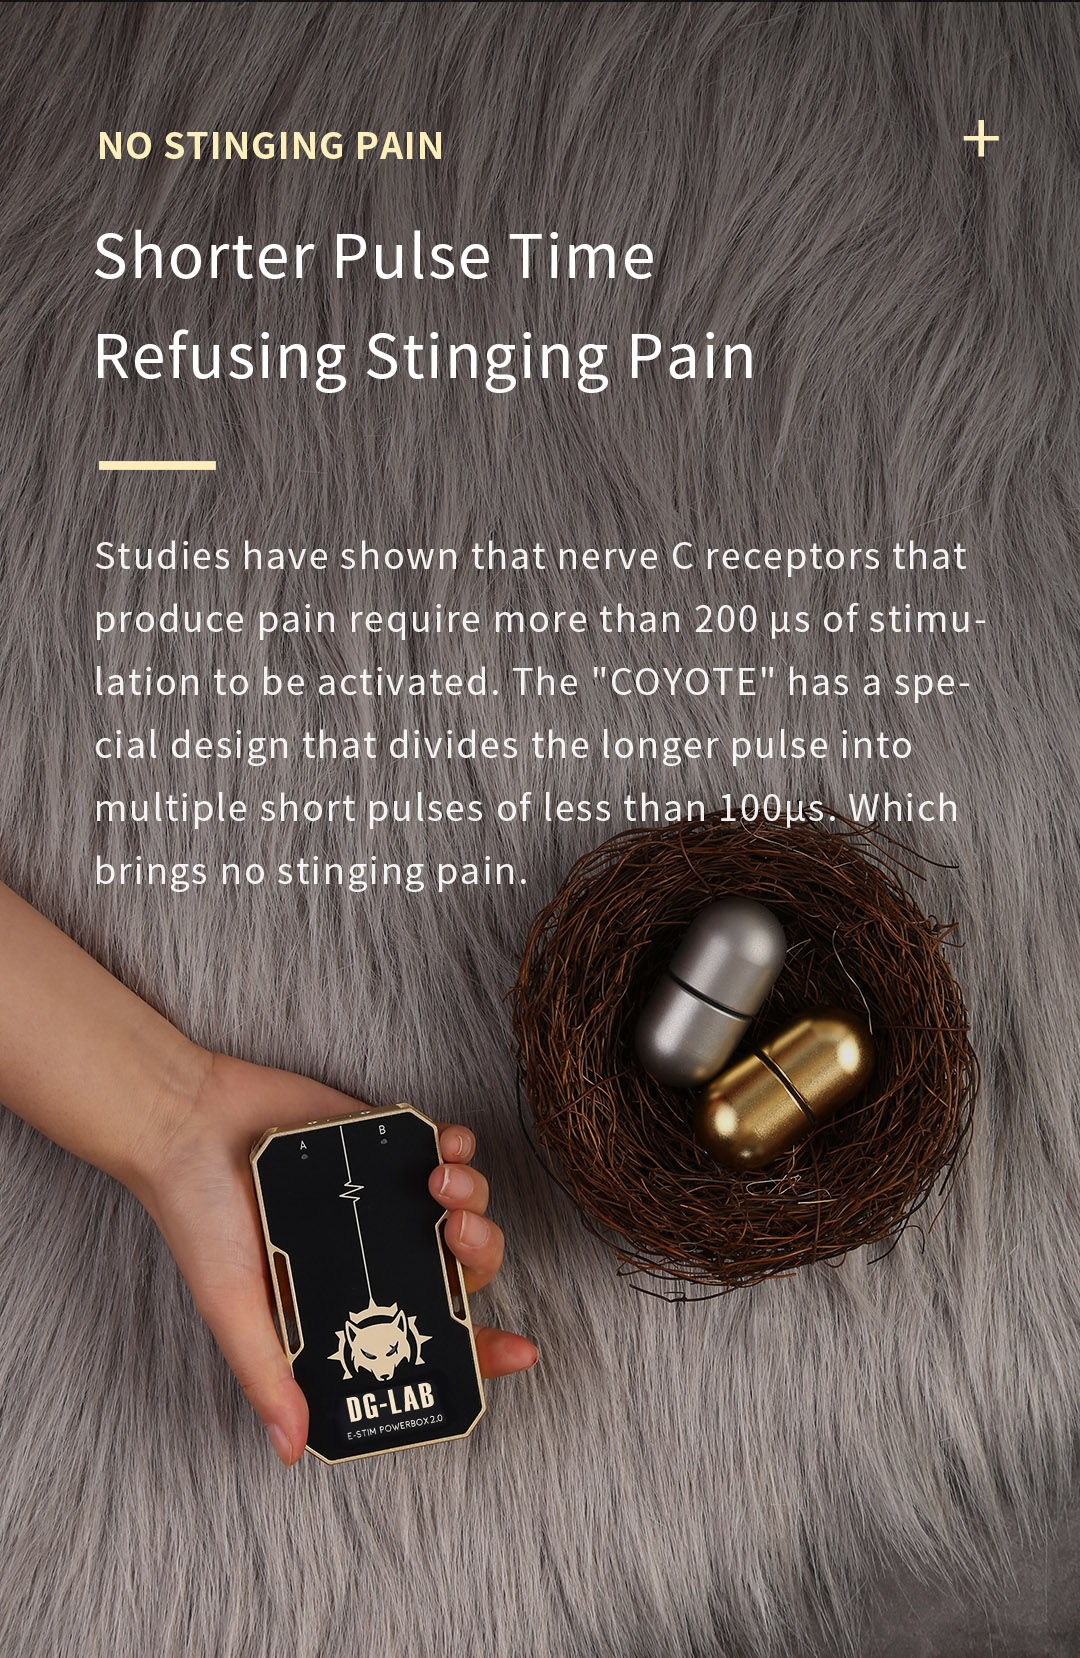 NO STINGING PAIN
+
Shorter Pulse Time
Refusing Stinging Pain
Studies have shown that nerve C receptors that
produce pain require more than 200 μs of stimu-
lation to be activated. The "COYOTE" has a spe-
cial design that divides the longer pulse into
multiple short pulses of less than 100μs. Which
brings no stinging pain.
A B
DG-LAB
E-STIM POWERBOX 2.0